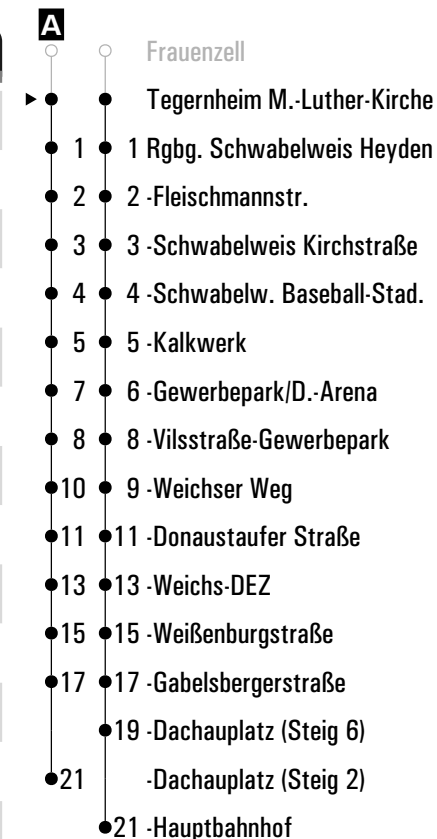 A
Frauenzell
Tegernheim M.-Luther-Kirche
1 1 Rgbg. Schwabelweis Heyden
2 2 -Fleischmannstr.
3 3 -Schwabelweis Kirchstraße
4 4 -Schwabelw. Baseball-Stad.
5 5 -Kalkwerk
7 6 -Gewerbepark/D.-Arena
8 8 -Vilsstraße-Gewerbepark
10 9 -Weichser Weg
11 11 -Donaustaufer Straße
13 13 -Weichs-DEZ
15 15 -Weißenburgstraße
17 17 -Gabelsbergerstraße
19 -Dachauplatz (Steig 6)
21 -Dachauplatz (Steig 2)
21 -Hauptbahnhof